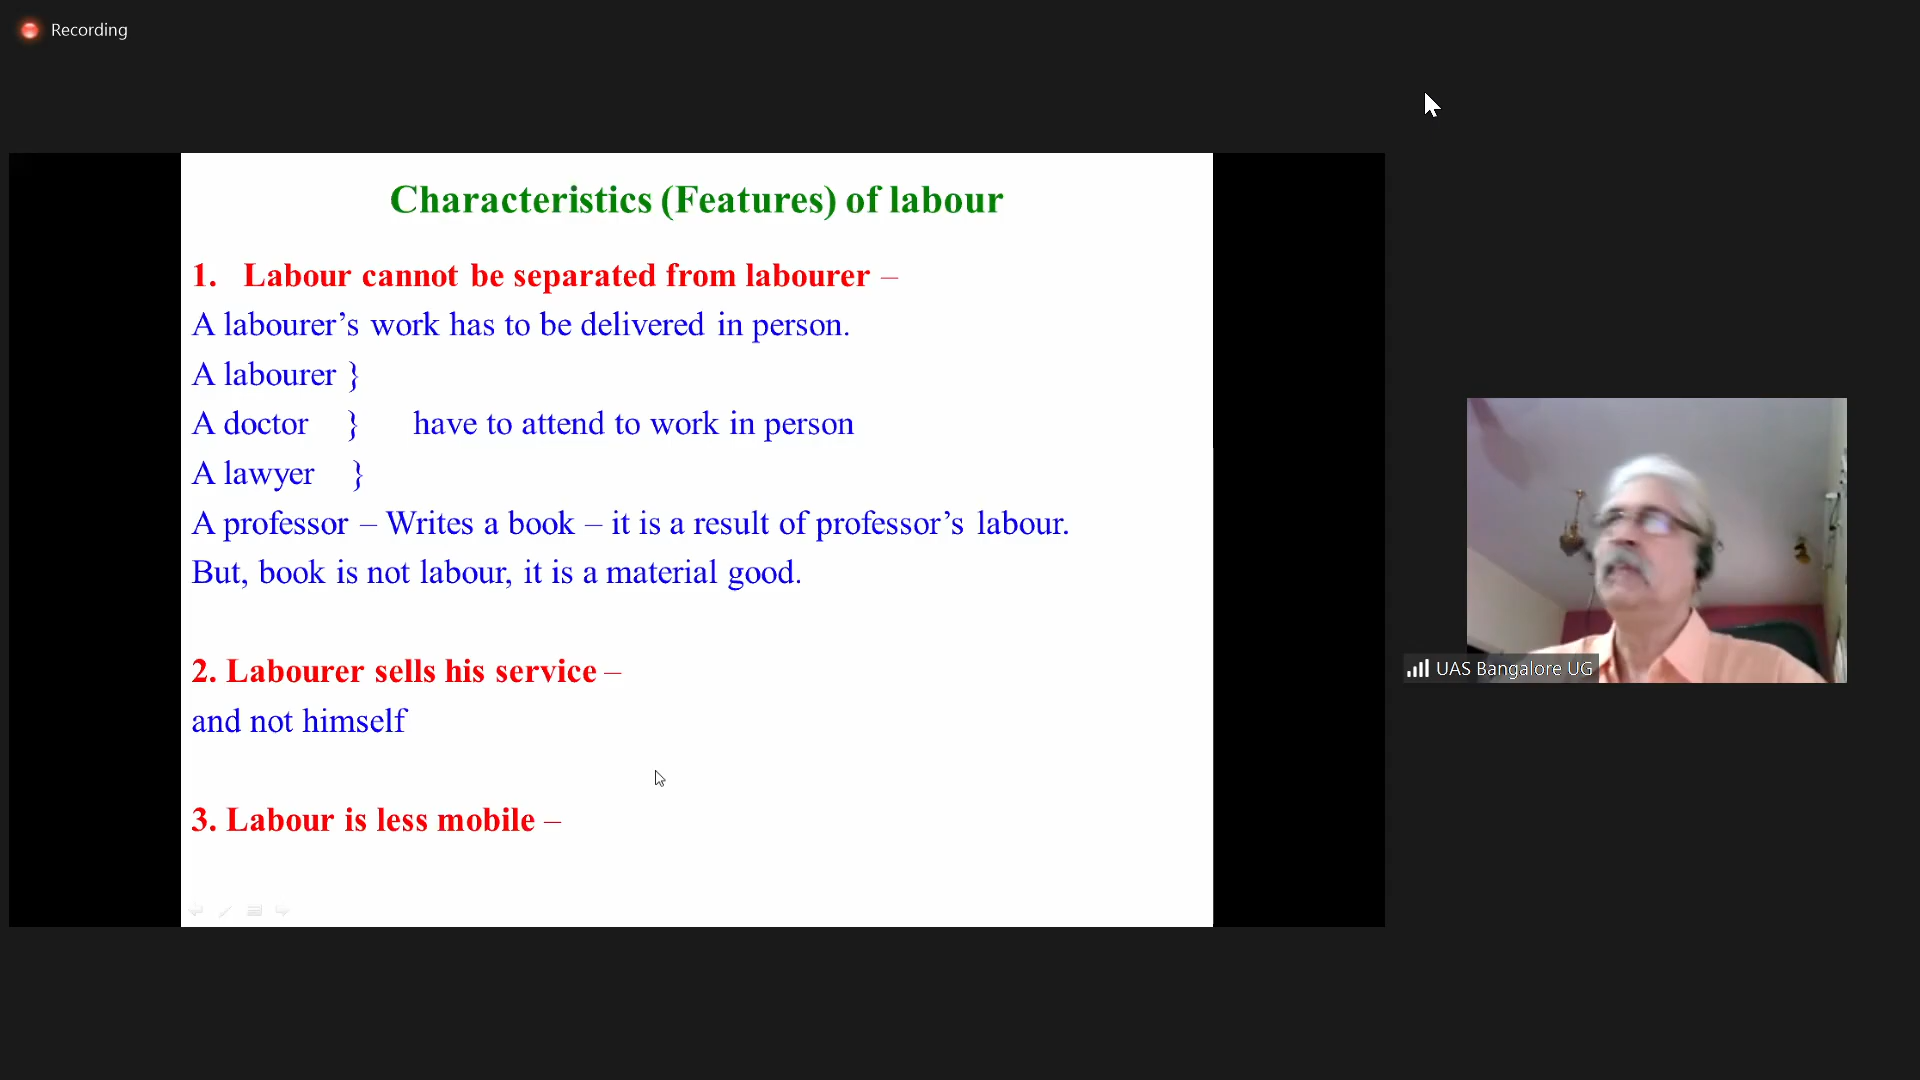 Recording
Characteristics (Features) of labour
1. Labour cannot be separated from labourer –
A labourer’s work has to be delivered in person.
A labourer }
A doctor } have to attend to work in person
A lawyer }
A professor – Writes a book – it is a result of professor’s labour.
But, book is not labour, it is a material good.
2. Labourer sells his service –
and not himself
3. Labour is less mobile –
UAS Bangalore UG